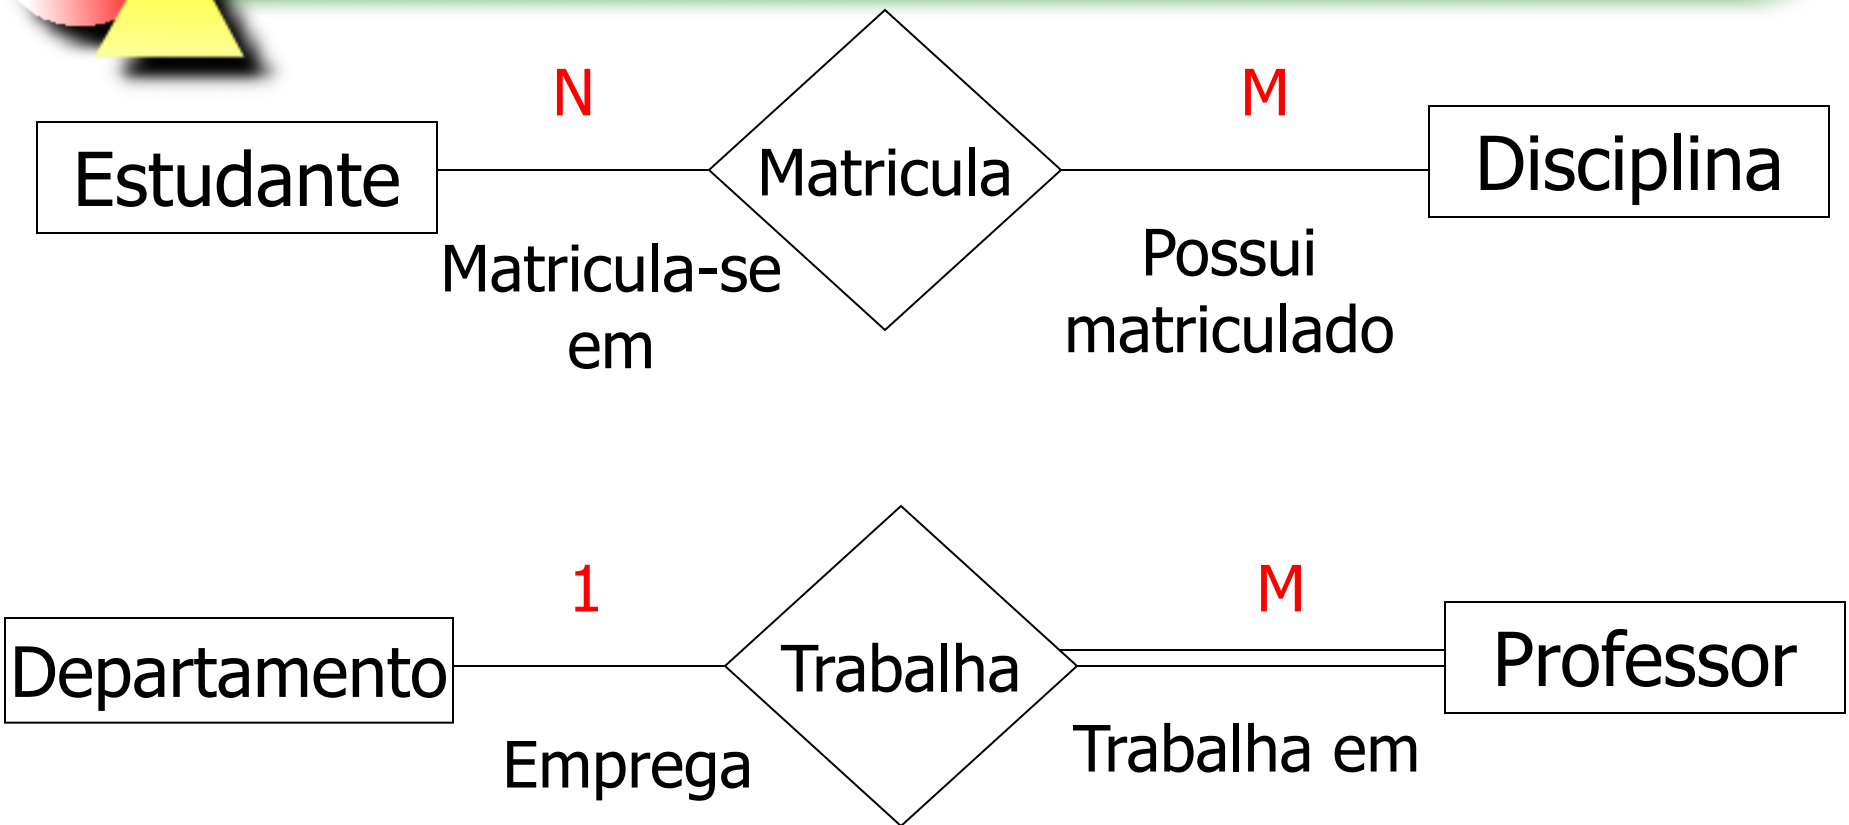 N
M
Estudante
Matricula
Disciplina
Matricula-se
em
Possui
matriculado
1
M
Departamento
Trabalha
Professor
Emprega
Trabalha em